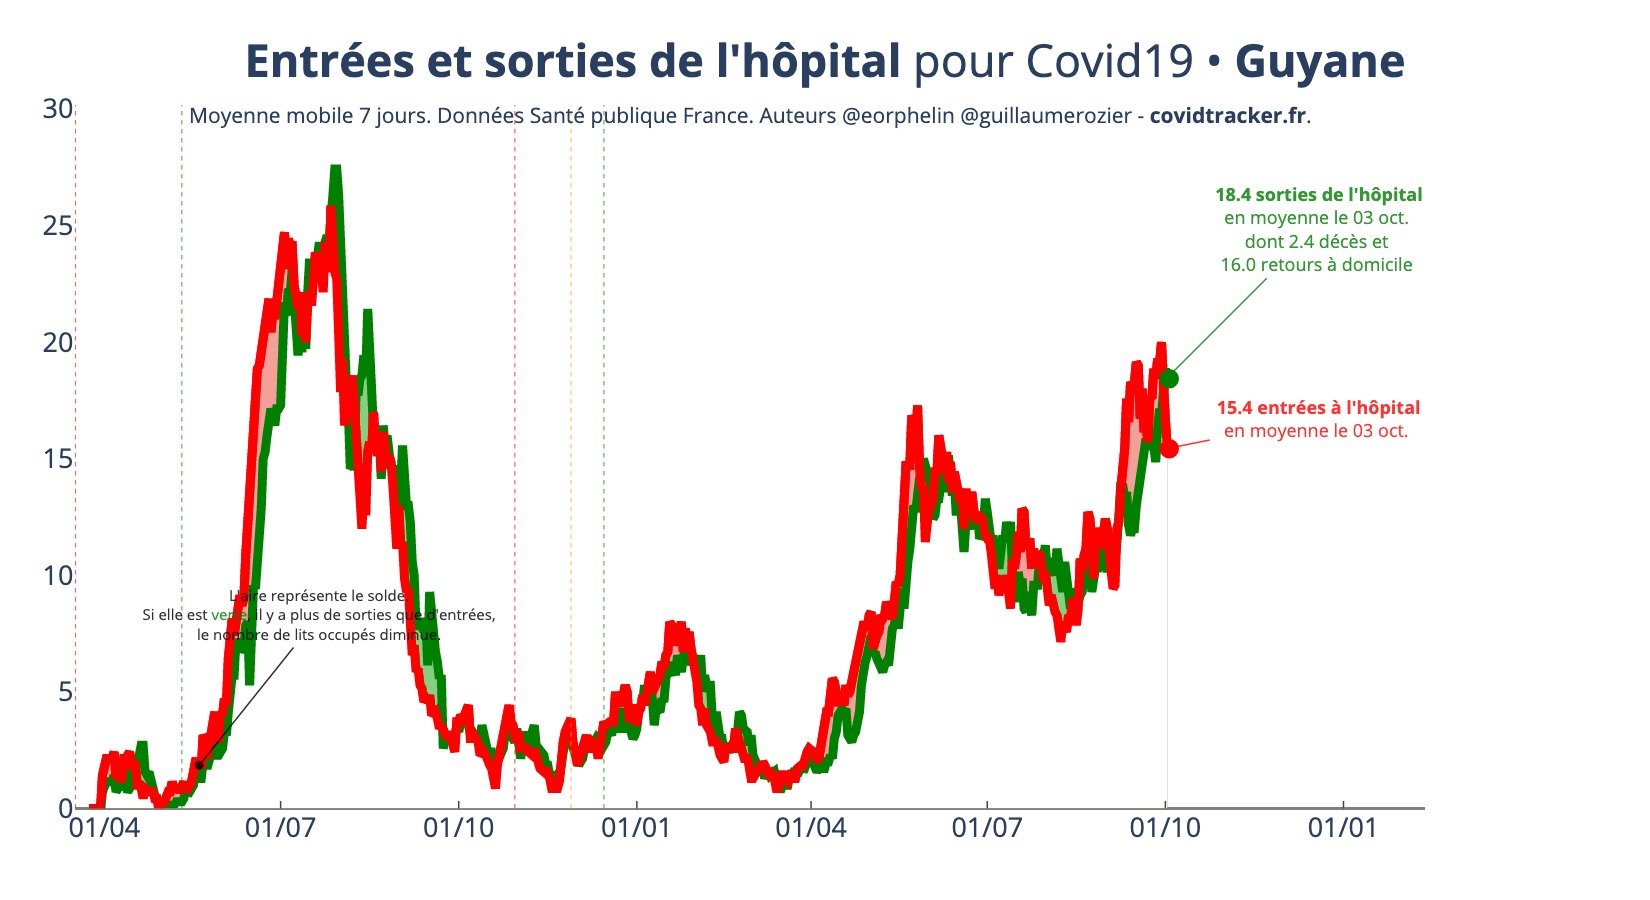 Entrées et sorties de l'hôpital pour Covid19 • Guyane
Moyenne mobile 7 jours. Données Santé publique France. Auteurs @eorphelin @guillaumerozier - covidtracker.fr.
30
25
20
15
10
5
0
18.4 sorties de l'hôpital
en moyenne le 03 oct.
dont 2.4 décès et
16.0 retours à domicile
15.4 entrées à l'hôpital
en moyenne le 03 oct.
L'aire représente le solde.
Si elle est verte, il y a plus de sorties que d'entrées,
le nombre de lits occupés diminue.
01/04 01/07 01/10 01/01 01/04 01/07 01/10 01/01